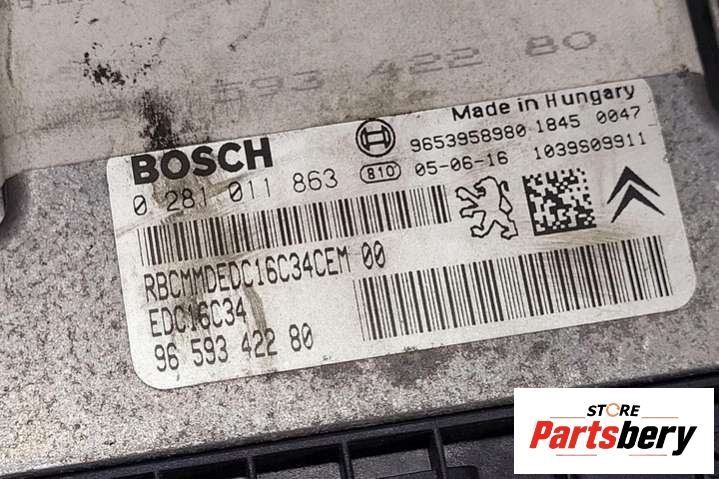 593 422 80
Made in Hungary
BOSCH
9653958980 1845 0047
0 281 011 863
810 05-06-16 1039S09911
RBCMMDEDC16C34CEM 00
EDC16C34
96 593 422 80
STORE
Partsbery